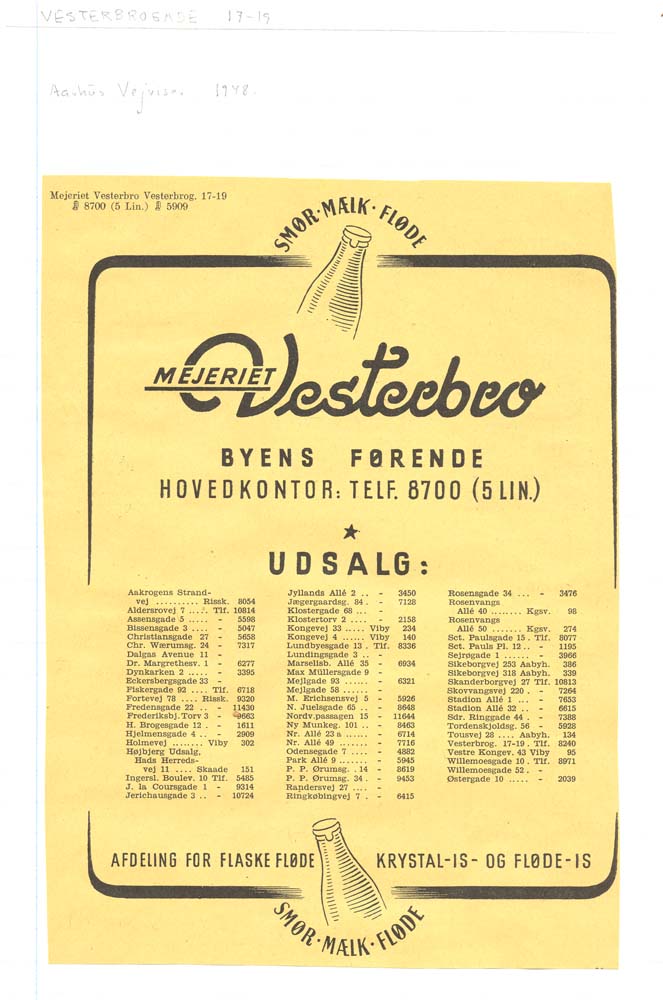 VESTERBROGADE 17-19
Aarhus Vejviser 1948.
Mejeriet Vesterbro Vesterbrog. 17-19
8700 (5 Lin.) 5909
SMØR · MÆLK · FLØDE
MEJERIET Vesterbro
BYENS FØRENDE
HOVEDKONTOR: TELF. 8700 (5 LIN.)
UDSALG:
Aakrogens Strand-
vej .......... Rissk. 8054
Aldersrovej 7 ..... Tlf. 10814
Assensgade 5 ..... - 5598
Bissensgade 3 .... - 5047
Christiansgade 27 - 5658
Chr. Wærumsg. 24 - 7317
Dalgas Avenue 11 -
Dr. Margrethesv. 1 - 6277
Dynkarken 2 ..... - 3395
Eckersbergsgade 33 -
Fiskergade 92 .... Tlf. 6718
Fortevej 78 .... Rissk. 9320
Fredensgade 22 .. - 11430
Frederiksbj. Torv 3 - 9663
H. Brogesgade 12 . - 1611
Hjelmensgade 4 .. - 2909
Holmevej ........ Viby 302
Højbjerg Udsalg,
Hads Herreds-
vej 11 .... Skaade 151
Ingersl. Boulev. 10 Tlf. 5485
J. la Coursgade 1 - 9314
Jerichausgade 3 .. - 10724
Jyllands Allé 2 .. - 3450
Jægergaardsg. 84 . - 7128
Klostergade 68 ... -
Klostertorv 2 .... - 2158
Kongevej 33 ..... Viby 234
Kongevej 4 ...... Viby 140
Lundbyesgade 13 . Tlf. 8336
Lundingsgade 3 .. -
Marselisb. Allé 35 - 6934
Max Müllersgade 9 -
Mejlgade 93 ...... - 6321
Mejlgade 58 ...... -
M. Erichsensvej 5 - 5926
N. Juelsgade 65 .. - 8648
Nordv.passagen 15 - 11644
Ny Munkeg. 101 .. - 8463
Nr. Allé 23 a ..... - 6714
Nr. Allé 49 ....... - 7716
Odensegade 7 .... - 4882
Park Allé 9 ....... - 5945
P. P. Ørumsg. . 14 - 8619
P. P. Ørumsg. 34 . - 9453
Randersvej 27 .... -
Ringkøbingvej 7 . - 6415
Rosensgade 34 ... - 3476
Rosenvangs
Allé 40 ........ Kgsv. 98
Rosenvangs
Allé 50 ....... Kgsv. 274
Sct. Paulsgade 15 . Tlf. 8077
Sct. Pauls Pl. 12 .. - 1195
Sejrøgade 1 ...... - 3966
Sikeborgvej 253 Aabyh. 386
Sikeborgvej 318 Aabyh. 339
Skanderborgvej 27 Tlf. 10813
Skovvangsvej 220 . - 7264
Stadion Allé 1 ... - 7653
Stadion Allé 32 .. - 6615
Sdr. Ringgade 44 . - 7388
Tordenskjoldsg. 56 - 5928
Tousvej 28 .... Aabyh. 134
Vesterbrog. 17-19 . Tlf. 8240
Vestre Kongev. 43 Viby 95
Willemoesgade 10 . Tlf. 8971
Willemoesgade 52 . -
Østergade 10 ..... - 2039
AFDELING FOR FLASKEFLØDE KRYSTAL-IS- OG FLØDE-IS
SMØR · MÆLK · FLØDE